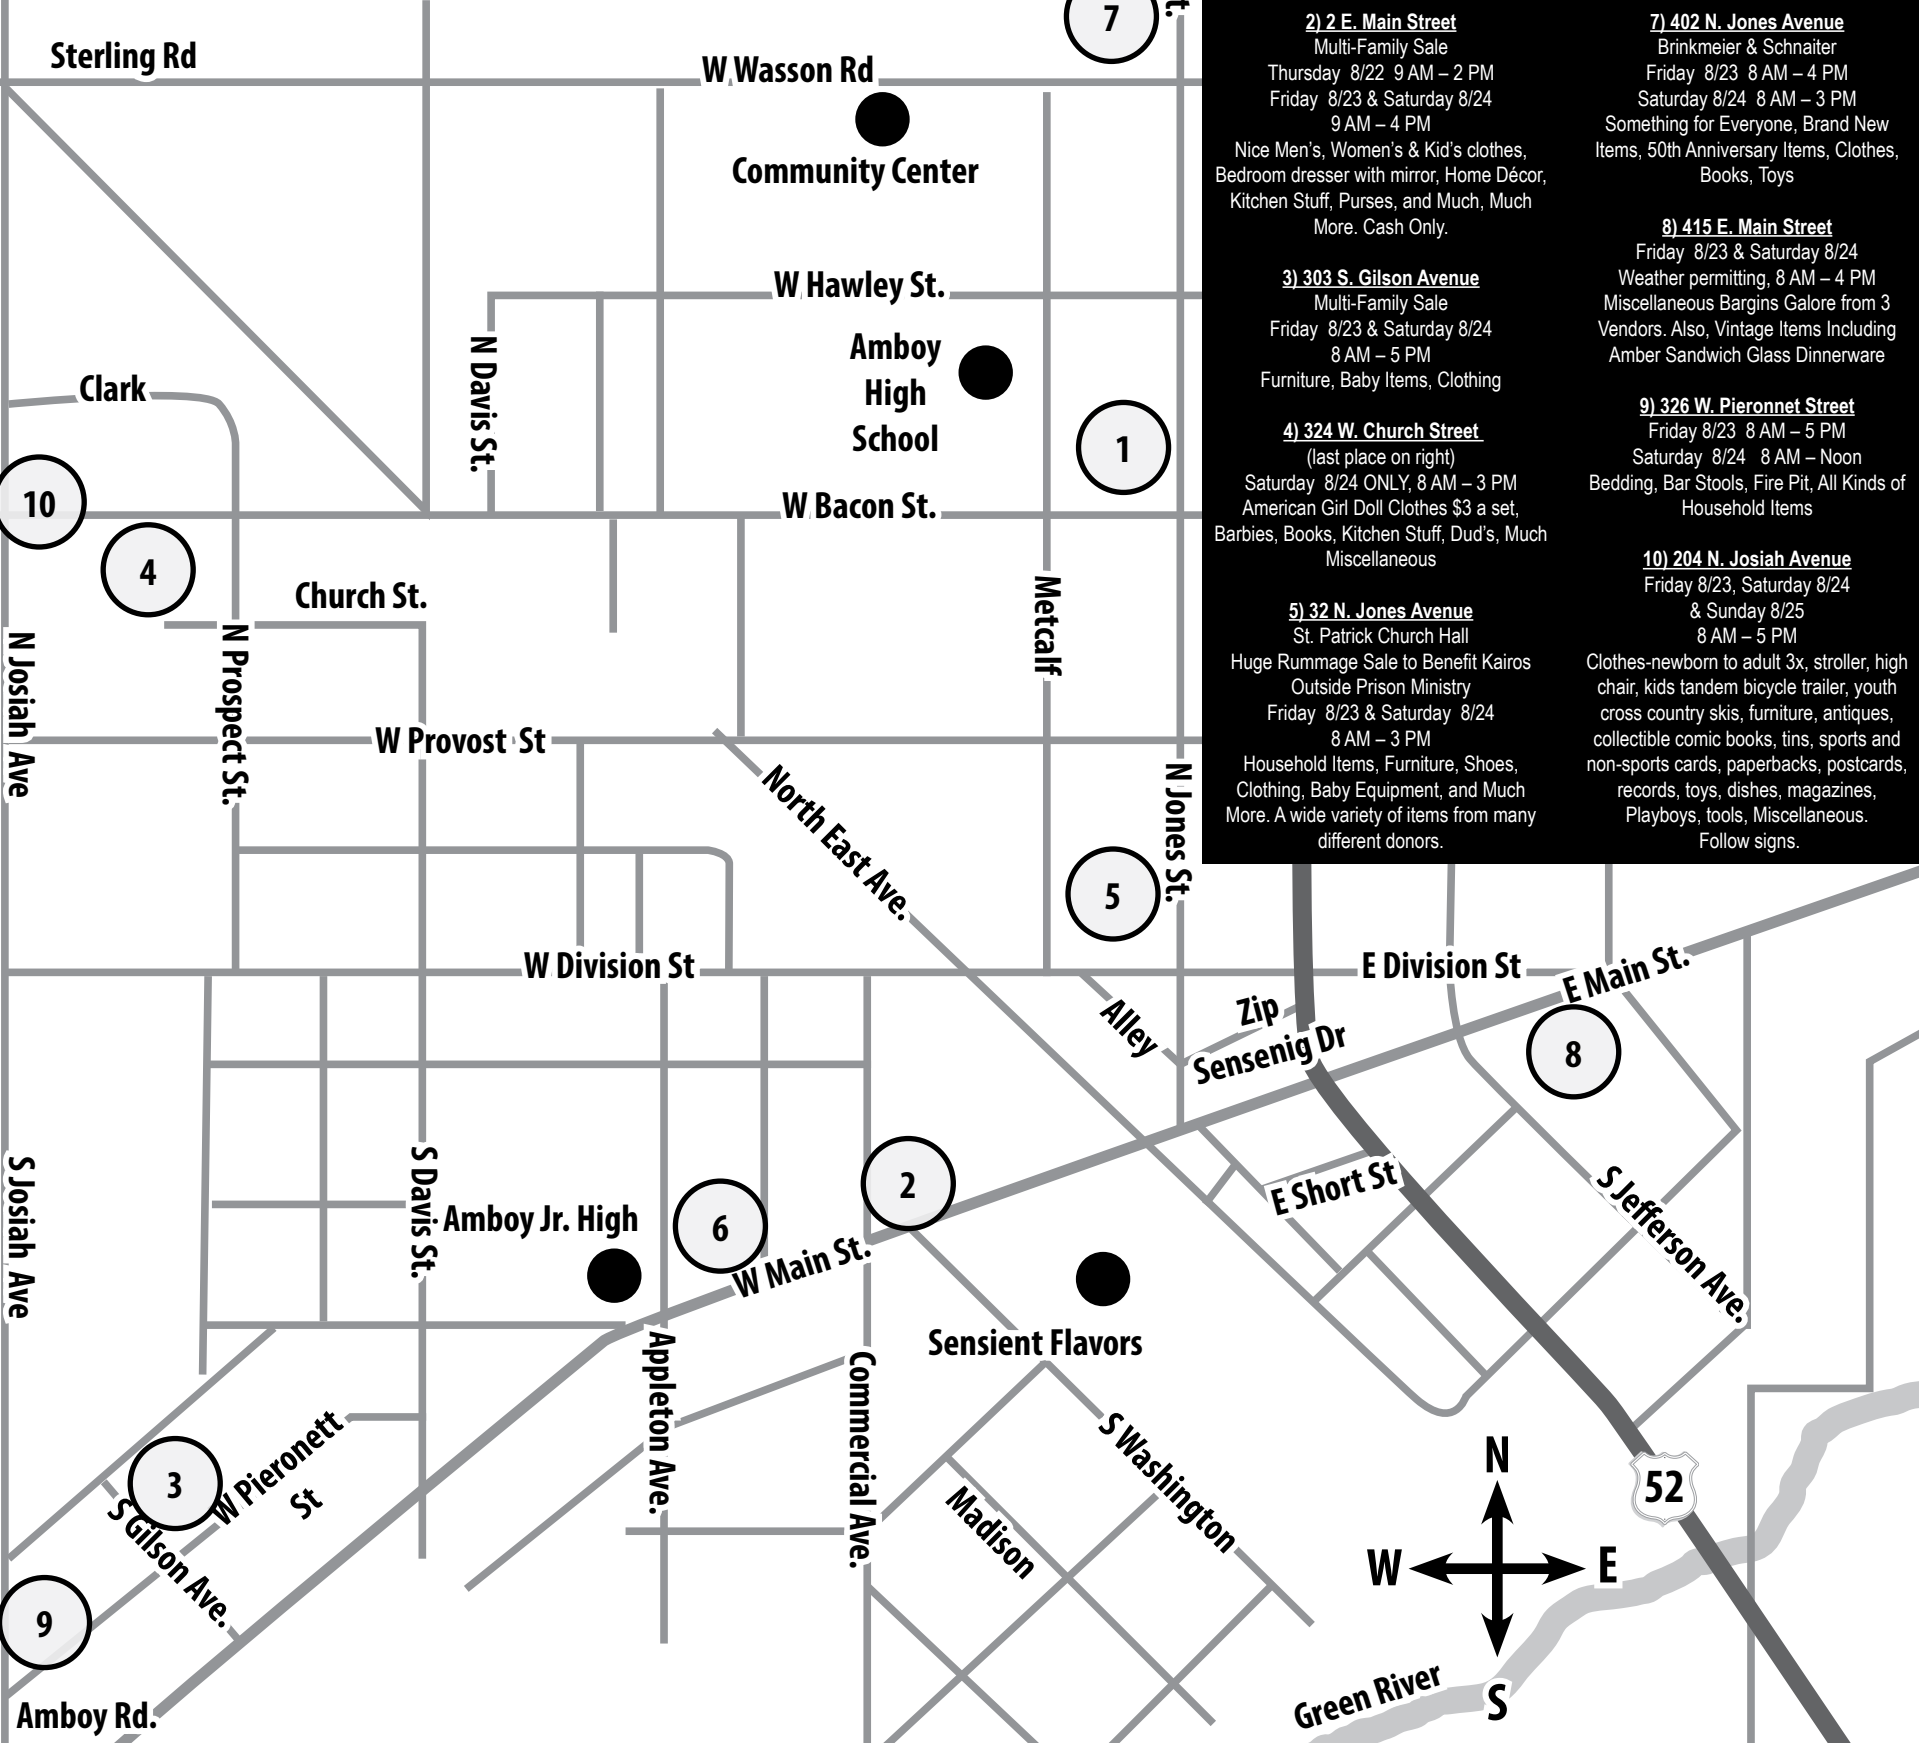 2) 2 E. Main Street
Multi-Family Sale
Thursday 8/22 9 AM – 2 PM
Friday 8/23 & Saturday 8/24
9 AM – 4 PM
Nice Men's, Women's & Kid's clothes,
Bedroom dresser with mirror, Home Décor,
Kitchen Stuff, Purses, and Much, Much
More. Cash Only.
3) 303 S. Gilson Avenue
Multi-Family Sale
Friday 8/23 & Saturday 8/24
8 AM – 5 PM
Furniture, Baby Items, Clothing
4) 324 W. Church Street
(last place on right)
Saturday 8/24 ONLY, 8 AM – 3 PM
American Girl Doll Clothes $3 a set,
Barbies, Books, Kitchen Stuff, Dud's, Much
Miscellaneous
5) 32 N. Jones Avenue
St. Patrick Church Hall
Huge Rummage Sale to Benefit Kairos
Outside Prison Ministry
Friday 8/23 & Saturday 8/24
8 AM – 3 PM
Household Items, Furniture, Shoes,
Clothing, Baby Equipment, and Much
More. A wide variety of items from many
different donors.
7) 402 N. Jones Avenue
Brinkmeier & Schnaiter
Friday 8/23 8 AM – 4 PM
Saturday 8/24 8 AM – 3 PM
Something for Everyone, Brand New
Items, 50th Anniversary Items, Clothes,
Books, Toys
8) 415 E. Main Street
Friday 8/23 & Saturday 8/24
Weather permitting, 8 AM – 4 PM
Miscellaneous Bargins Galore from 3
Vendors. Also, Vintage Items Including
Amber Sandwich Glass Dinnerware
9) 326 W. Pieronnet Street
Friday 8/23 8 AM – 5 PM
Saturday 8/24 8 AM – Noon
Bedding, Bar Stools, Fire Pit, All Kinds of
Household Items
10) 204 N. Josiah Avenue
Friday 8/23, Saturday 8/24
& Sunday 8/25
8 AM – 5 PM
Clothes-newborn to adult 3x, stroller, high
chair, kids tandem bicycle trailer, youth
cross country skis, furniture, antiques,
collectible comic books, tins, sports and
non-sports cards, paperbacks, postcards,
records, toys, dishes, magazines,
Playboys, tools, Miscellaneous.
Follow signs.
7
Sterling Rd
W Wasson Rd
Community Center
W Hawley St.
N Davis St.
Amboy
High
School
Clark
1
10
W Bacon St.
4
Church St.
Metcalf
N Josiah Ave
N Prospect St.
W Provost St
North East Ave.
N Jones St.
5
W Division St
E Division St
E Main St.
Alley
Zip
Sensenig Dr
8
S Josiah Ave
S Davis St.
Amboy Jr. High
6
2
W Main St.
E Short St
S Jefferson Ave.
Sensient Flavors
Appleton Ave.
Commercial Ave.
3
W Pieronett
St
S Gilson Ave.
S Washington
Madison
9
Amboy Rd.
N
W
E
S
52
Green River